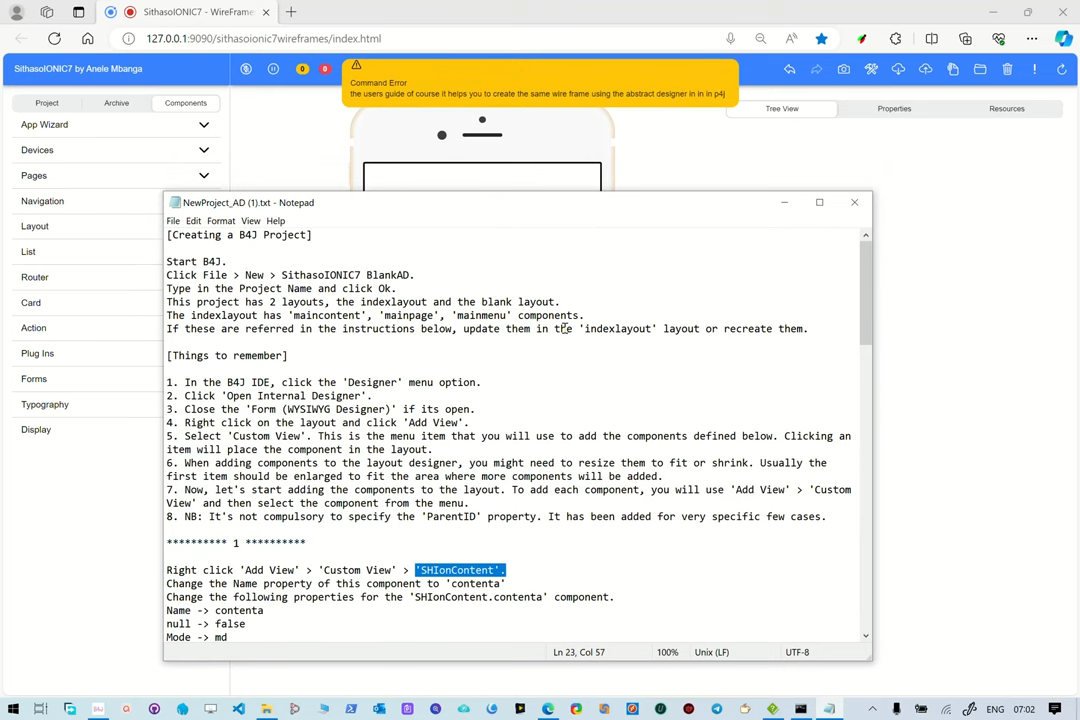 SithasoIONIC7 - WireFrame
127.0.0.1:9090/sithasoionic7wireframes/index.html
SithasoIONIC7 by Anele Mbanga
0
0
Command Error
the users guide of course it helps you to create the same wire frame using the abstract designer in in in p4j
Project
Archive
Components
Tree View
Properties
Resources
App Wizard
Devices
Pages
Navigation
Layout
List
Router
Card
Action
Plug Ins
Forms
Typography
Display
NewProject_AD (1).txt - Notepad
File Edit Format View Help
[Creating a B4J Project]
Start B4J.
Click File > New > SithasoIONIC7 BlankAD.
Type in the Project Name and click Ok.
This project has 2 layouts, the indexlayout and the blank layout.
The indexlayout has 'maincontent', 'mainpage', 'mainmenu' components.
If these are referred in the instructions below, update them in the 'indexlayout' layout or recreate them.
[Things to remember]
1. In the B4J IDE, click the 'Designer' menu option.
2. Click 'Open Internal Designer'.
3. Close the 'Form (WYSIWYG Designer)' if its open.
4. Right click on the layout and click 'Add View'.
5. Select 'Custom View'. This is the menu item that you will use to add the components defined below. Clicking an
item will place the component in the layout.
6. When adding components to the layout designer, you might need to resize them to fit or shrink. Usually the
first item should be enlarged to fit the area where more components will be added.
7. Now, let's start adding the components to the layout. To add each component, you will use 'Add View' > 'Custom
View' and then select the component from the menu.
8. NB: It's not compulsory to specify the 'ParentID' property. It has been added for very specific few cases.
********** 1 **********
Right click 'Add View' > 'Custom View' > 'SHIonContent'.
Change the Name property of this component to 'contenta'
Change the following properties for the 'SHIonContent.contenta' component.
Name -> contenta
null -> false
Mode -> md
Ln 23, Col 57
100%
Unix (LF)
UTF-8
ENG
07:02